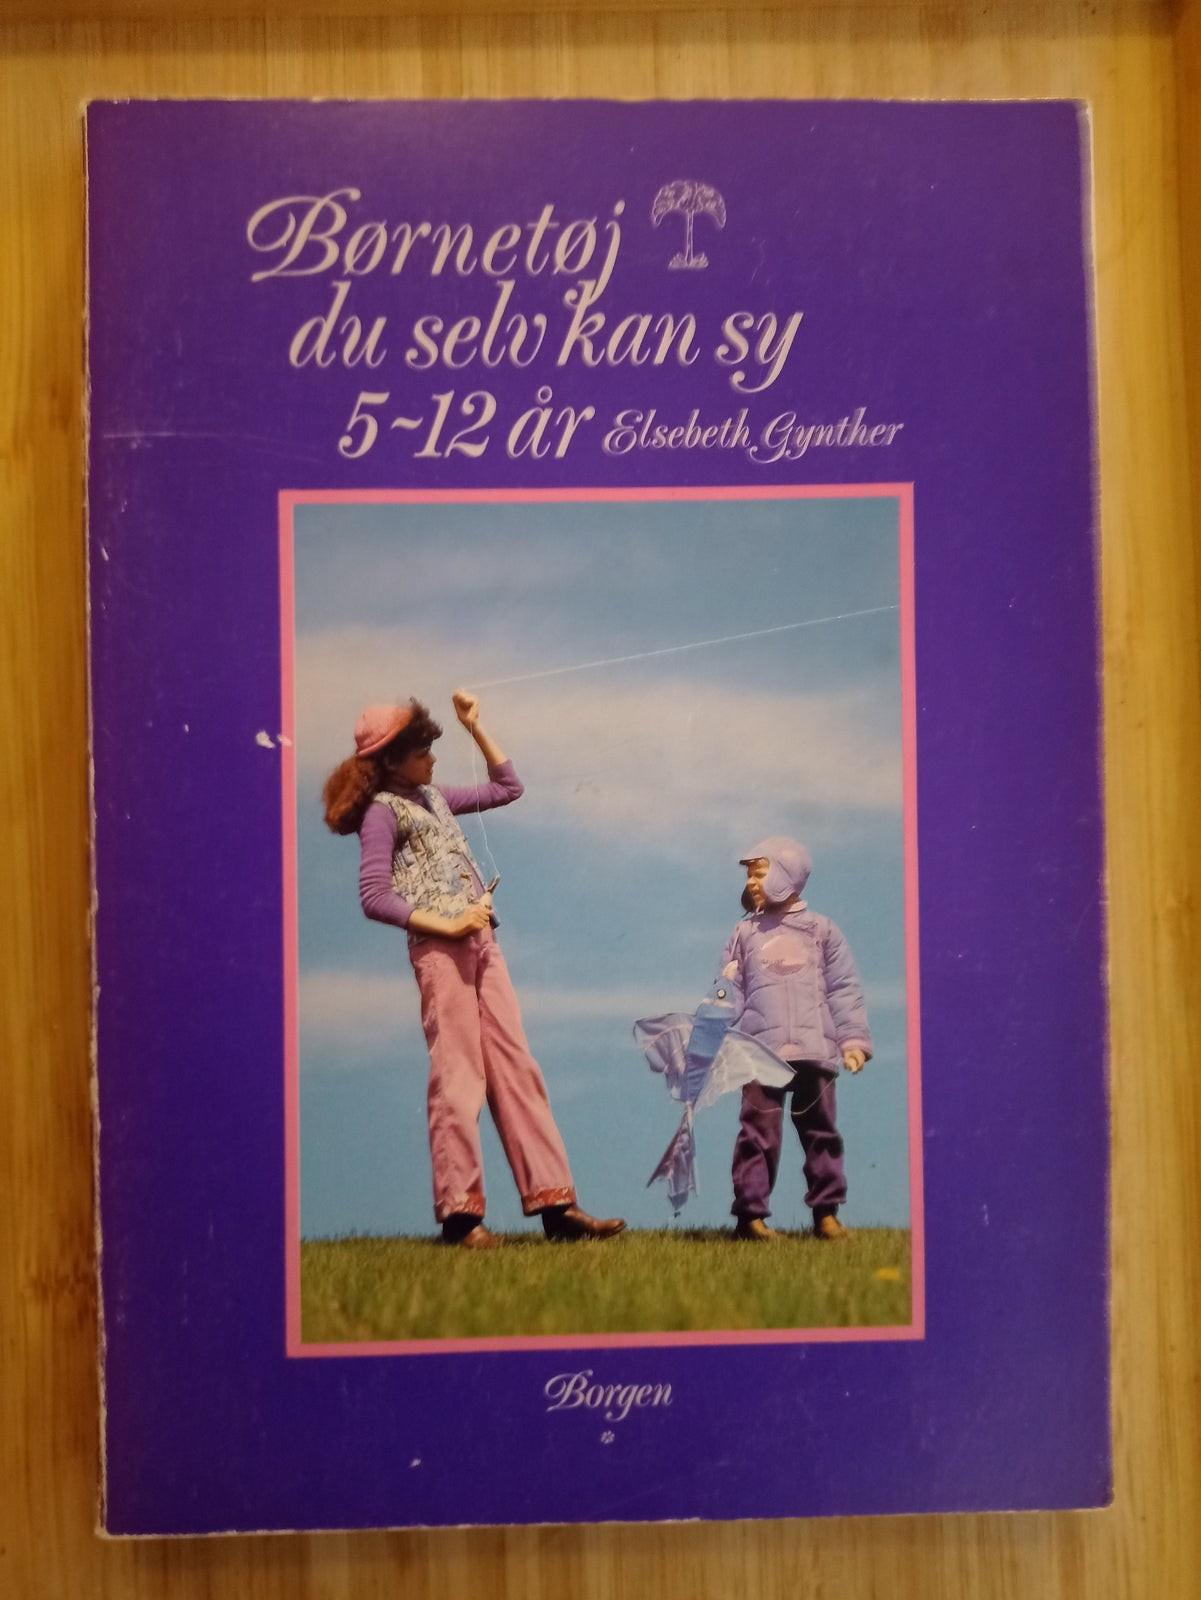 Børnetøj
du selv kan sy
5~12 år Elsebeth Gynther
Borgen